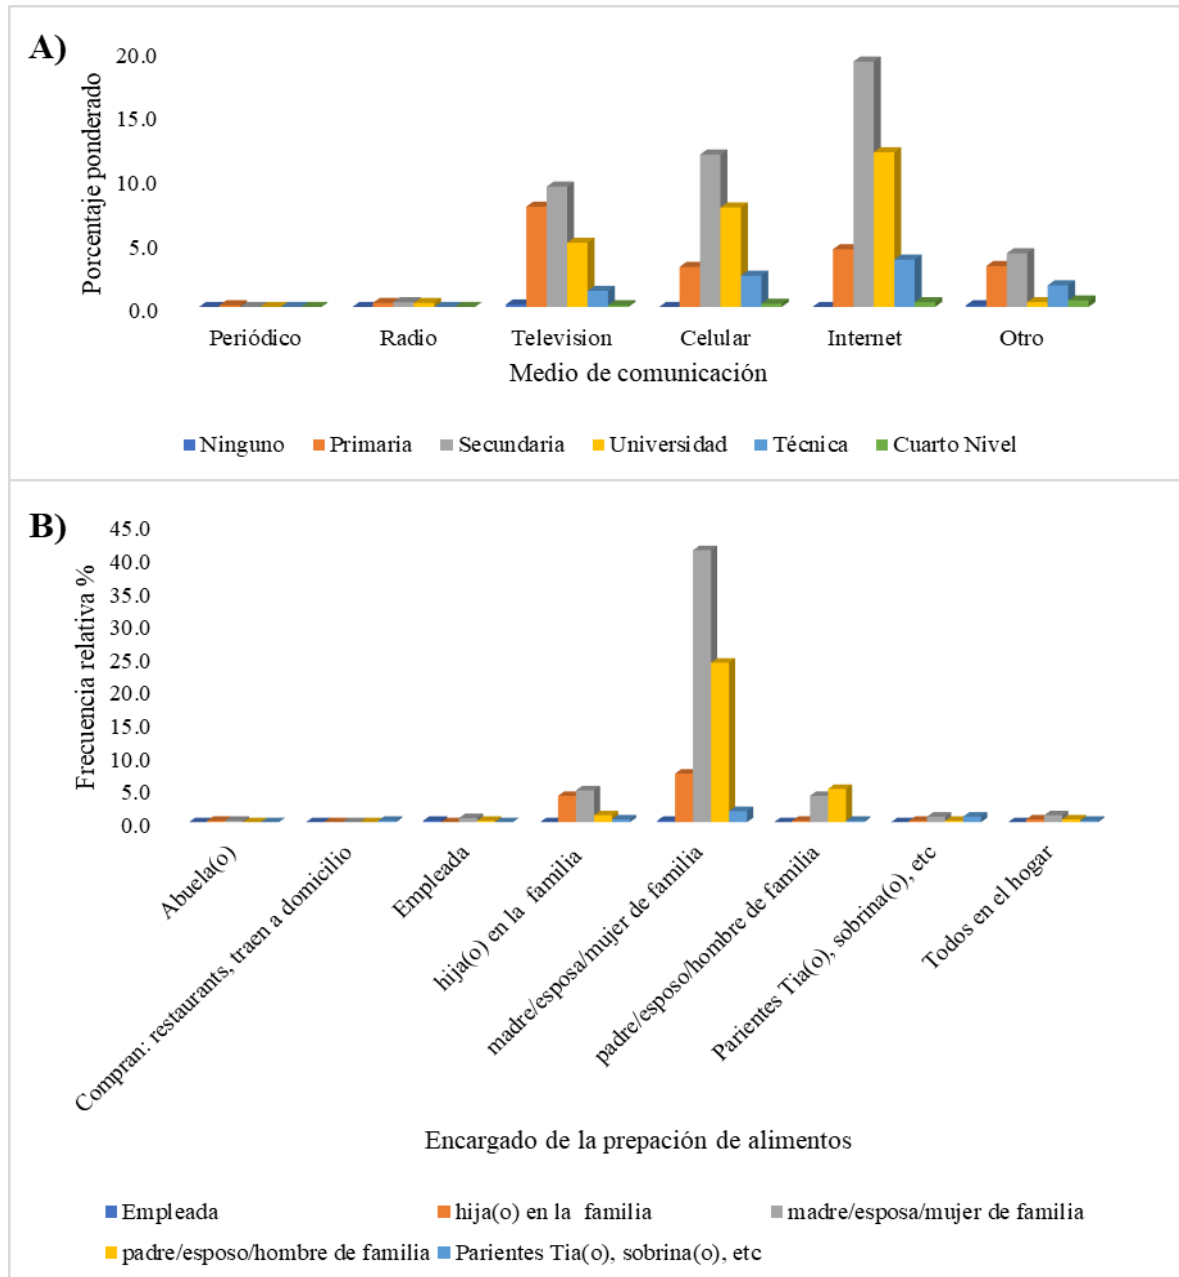 A)
Porcentaje ponderado
20.0
15.0
10.0
5.0
0.0
Periódico Radio Television Celular Internet Otro
Medio de comunicación
Ninguno Primaria Secundaria Universidad Técnica Cuarto Nivel
B)
Frecuencia relativa %
45.0
40.0
35.0
30.0
25.0
20.0
15.0
10.0
5.0
0.0
Abuela(o)
Compran: restaurants, traen a domicilio
Empleada
hija(o) en la familia
madre/esposa/mujer de familia
padre/esposo/hombre de familia
Parientes Tia(o), sobrina(o), etc
Todos en el hogar
Encargado de la prepación de alimentos
Empleada hija(o) en la familia madre/esposa/mujer de familia
padre/esposo/hombre de familia Parientes Tia(o), sobrina(o), etc